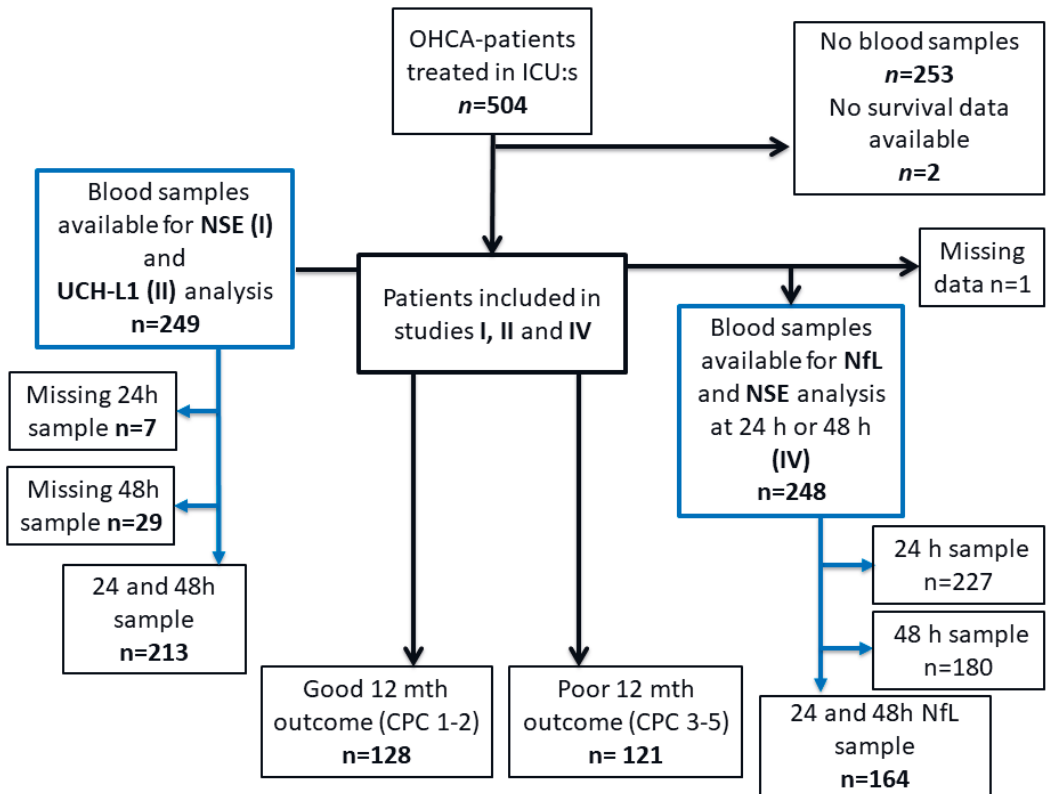 OHCA-patients
treated in ICU:s
n=504
No blood samples
n=253
No survival data
available
n=2
Blood samples
available for NSE (I)
and
UCH-L1 (II) analysis
n=249
Patients included in
studies I, II and IV
Missing
data n=1
Blood samples
available for NfL
and NSE analysis
at 24 h or 48 h
(IV)
n=248
Missing 24h
sample n=7
Missing 48h
sample n=29
24 and 48h
sample
n=213
24 h sample
n=227
48 h sample
n=180
Good 12 mth
outcome (CPC 1-2)
n=128
Poor 12 mth
outcome (CPC 3-5)
n= 121
24 and 48h NfL
sample
n=164